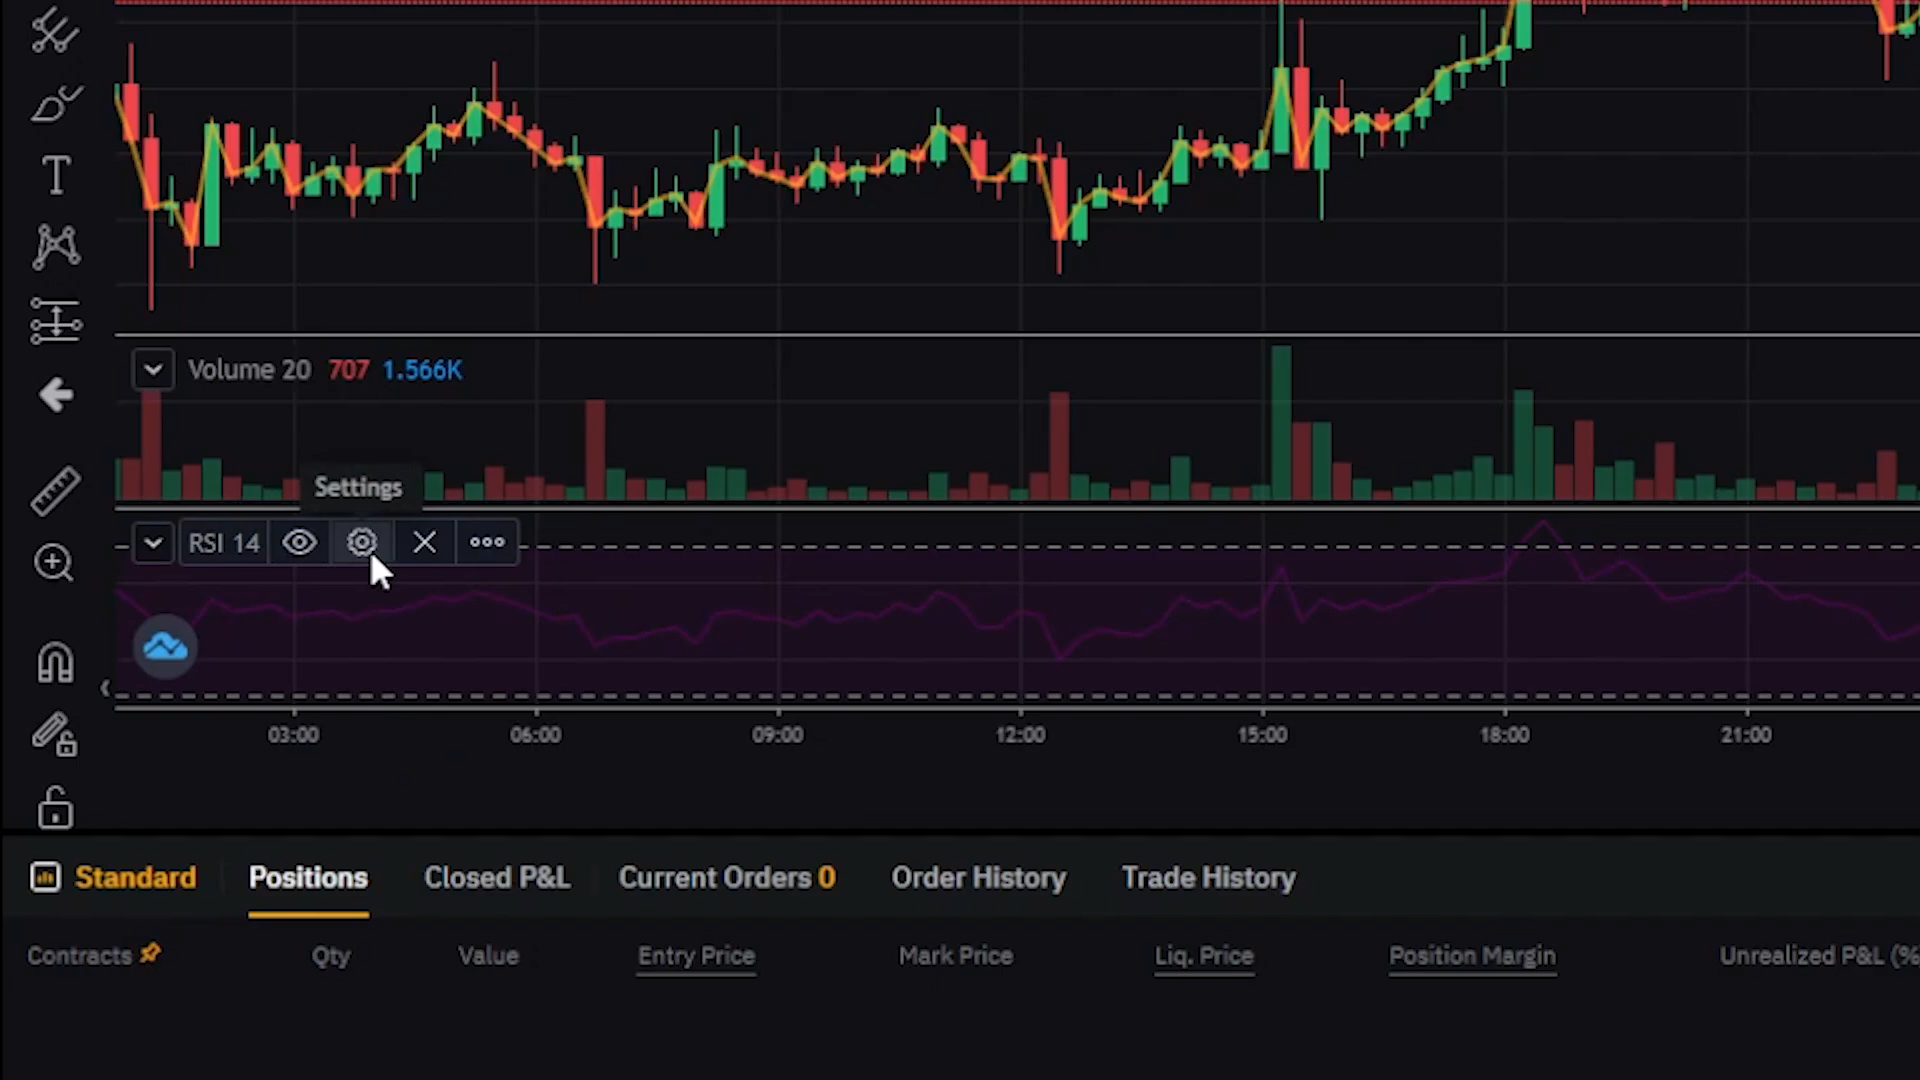 Volume 20 707 1.566K
Settings
RSI 14
03:00 06:00 09:00 12:00 15:00 18:00 21:00
Standard Positions Closed P&L Current Orders 0 Order History Trade History
Contracts Qty Value Entry Price Mark Price Liq. Price Position Margin Unrealized P&L (%